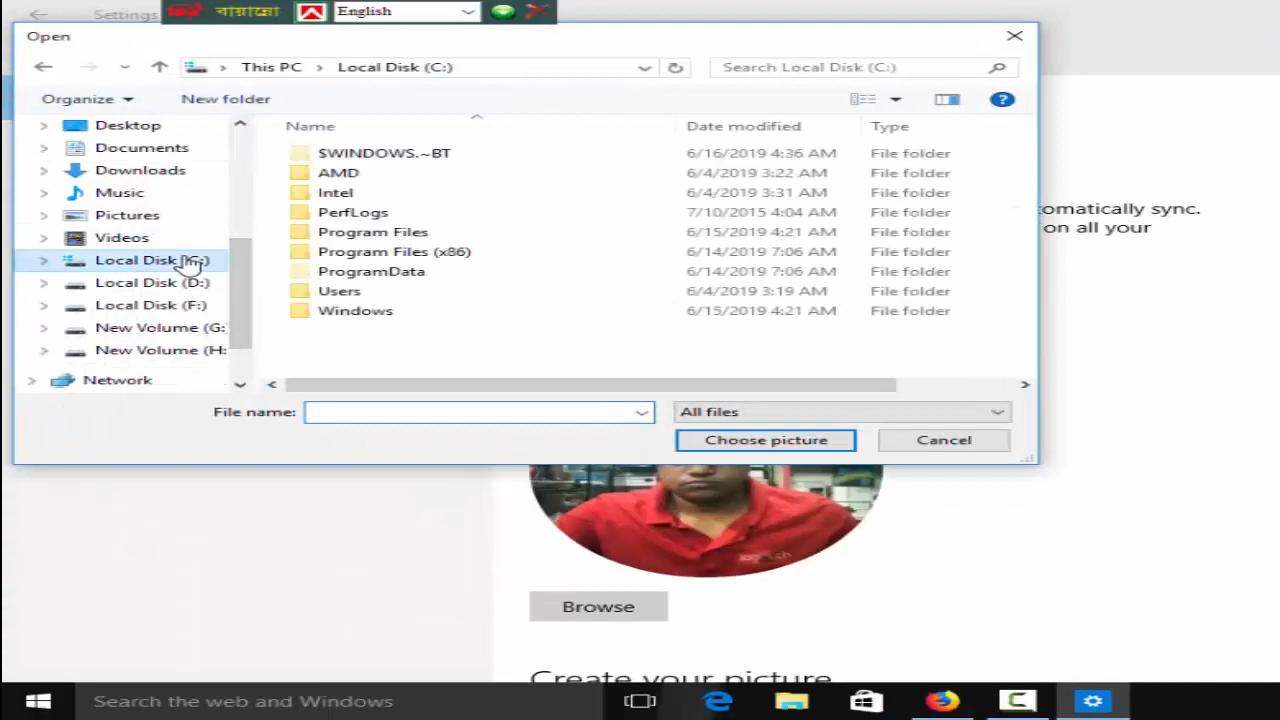 Settings
বায়ান্নো English
Open
This PC > Local Disk (C:)
Search Local Disk (C:)
Organize New folder
Name Date modified Type
Desktop
Documents
Downloads
Music
Pictures
Videos
Local Disk (C:)
Local Disk (D:)
Local Disk (F:)
New Volume (G:
New Volume (H:
Network
$WINDOWS.~BT 6/16/2019 4:36 AM File folder
AMD 6/4/2019 3:22 AM File folder
Intel 6/4/2019 3:31 AM File folder
PerfLogs 7/10/2015 4:04 AM File folder
Program Files 6/15/2019 4:21 AM File folder
Program Files (x86) 6/14/2019 7:06 AM File folder
ProgramData 6/14/2019 7:06 AM File folder
Users 6/4/2019 3:19 AM File folder
Windows 6/15/2019 4:21 AM File folder
File name: All files
Choose picture Cancel
omatically sync.
on all your
Browse
Create your picture
Search the web and Windows